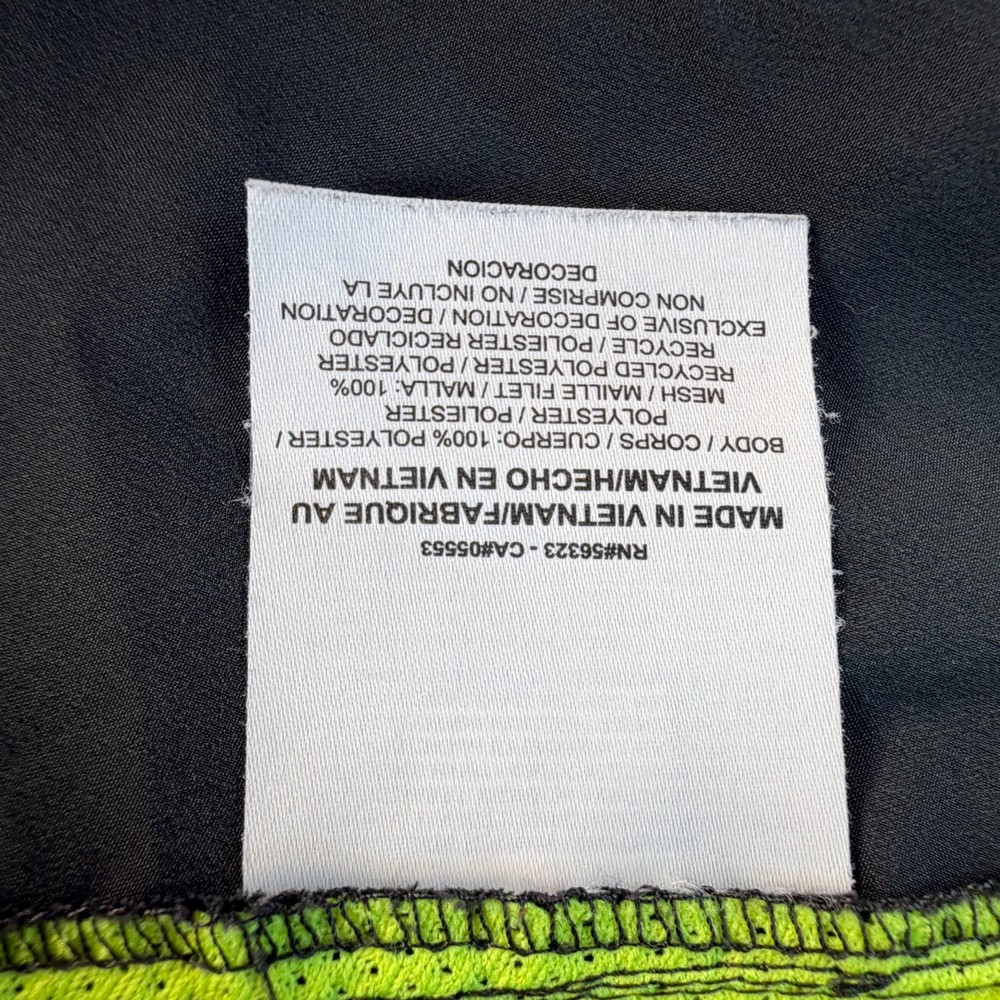 RN#56323 - CA#05553
MADE IN VIETNAM/FABRIQUE AU
VIETNAM/HECHO EN VIETNAM
BODY / CORPS / CUERPO: 100% POLYESTER /
POLYESTER / POLIESTER
MESH / MAILLE FILET / MALLA: 100%
RECYCLED POLYESTER / POLYESTER
RECYCLE / POLIESTER RECICLADO
EXCLUSIVE OF DECORATION / DECORATION
NON COMPRISE / NO INCLUYE LA
DECORACION